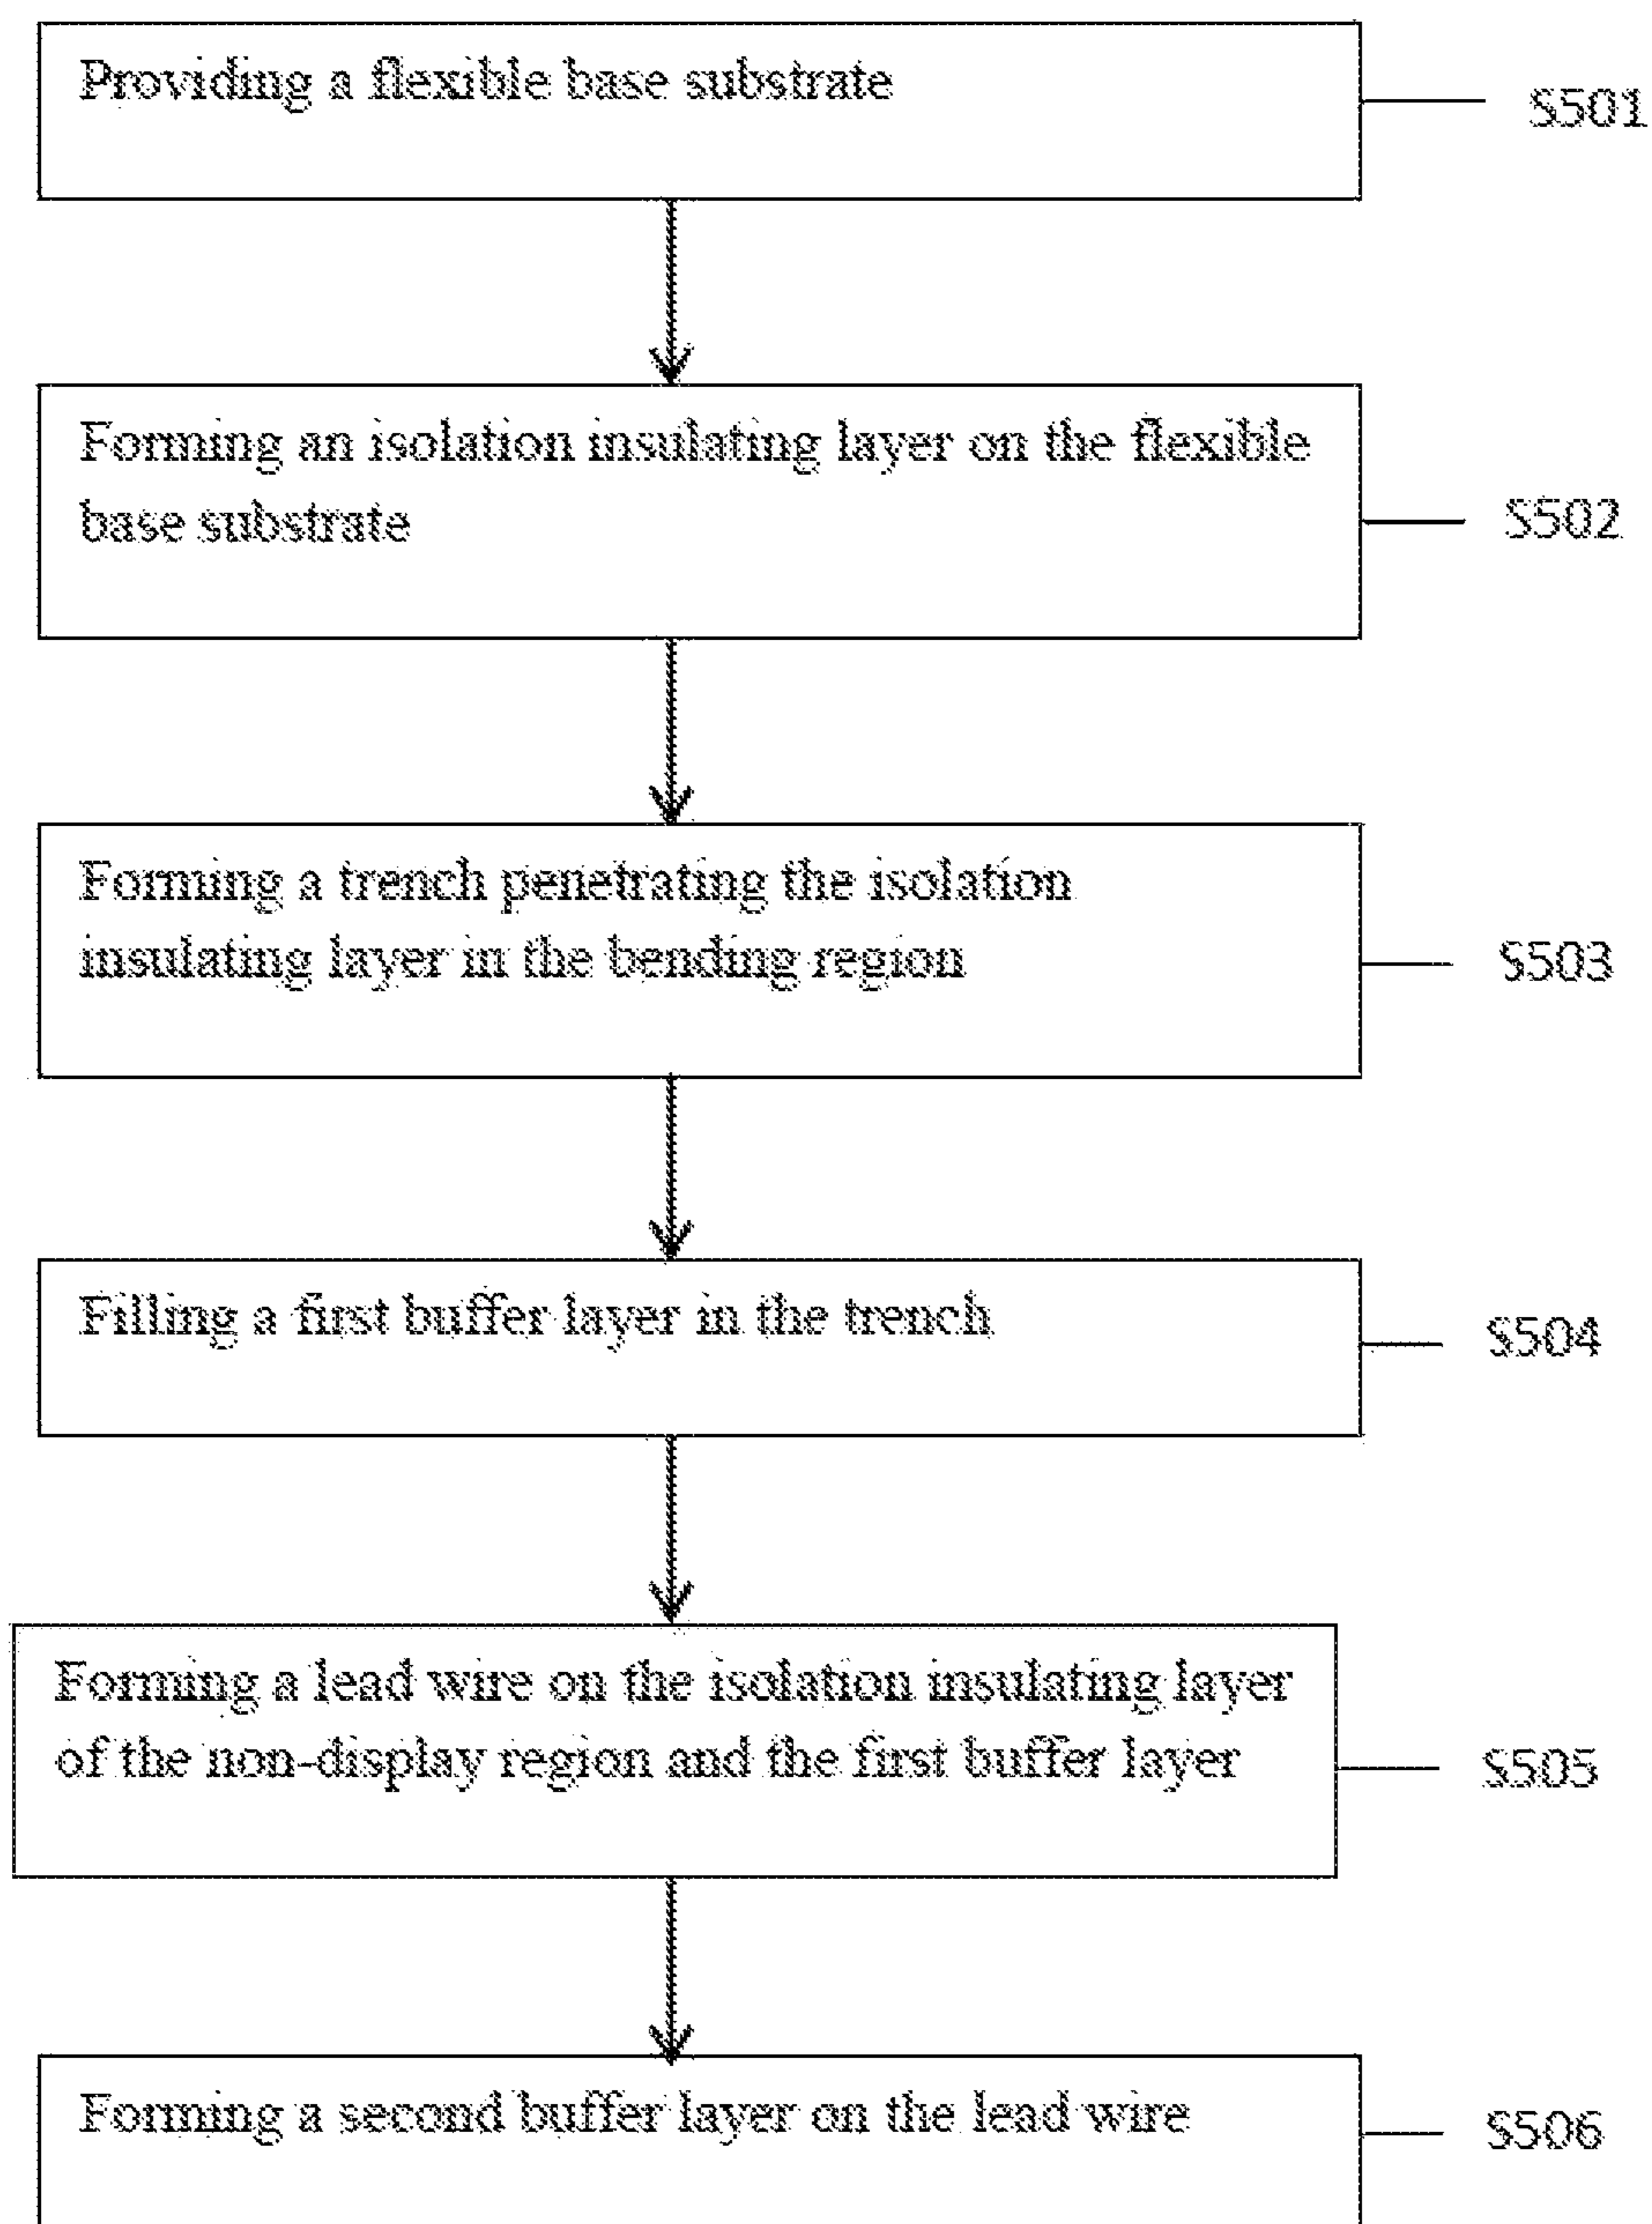 Providing a flexible base substrate
S501
Forming an isolation insulating layer on the flexible
base substrate
S502
Forming a trench penetrating the isolation
insulating layer in the bending region
S503
Filling a first buffer layer in the trench
S504
Forming a lead wire on the isolation insulating layer
of the non-display region and the first buffer layer
S505
Forming a second buffer layer on the lead wire
S506